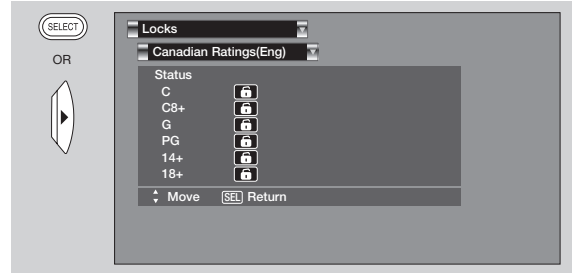 SELECT
OR
Locks
Canadian Ratings(Eng)
Status
C
C8+
G
PG
14+
18+
Move SEL Return